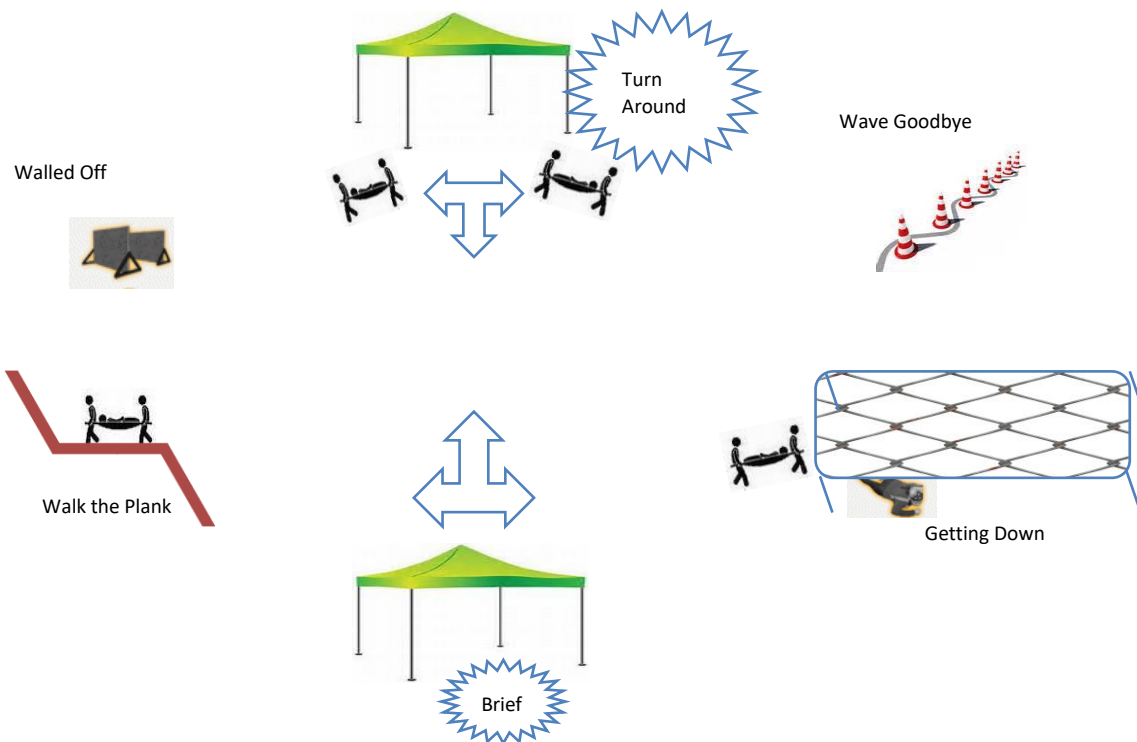 Turn
Around
Wave Goodbye
Walled Off
Walk the Plank
Getting Down
Brief